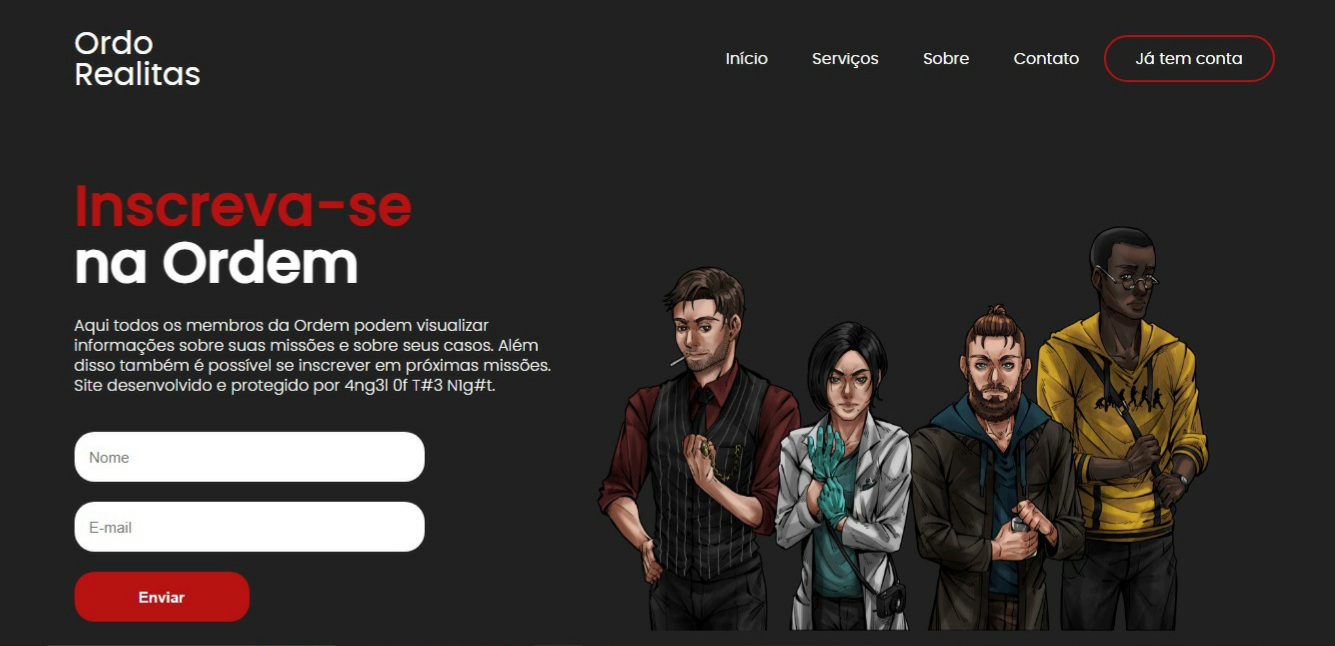 Ordo
Realitas
Início
Serviços
Sobre
Contato
Já tem conta
Inscreva-se
na Ordem
Aqui todos os membros da Ordem podem visualizar
informações sobre suas missões e sobre seus casos. Além
disso também é possível se inscrever em próximas missões.
Site desenvolvido e protegido por 4ng3l 0f T#3 N1g#t.
Nome
E-mail
Enviar